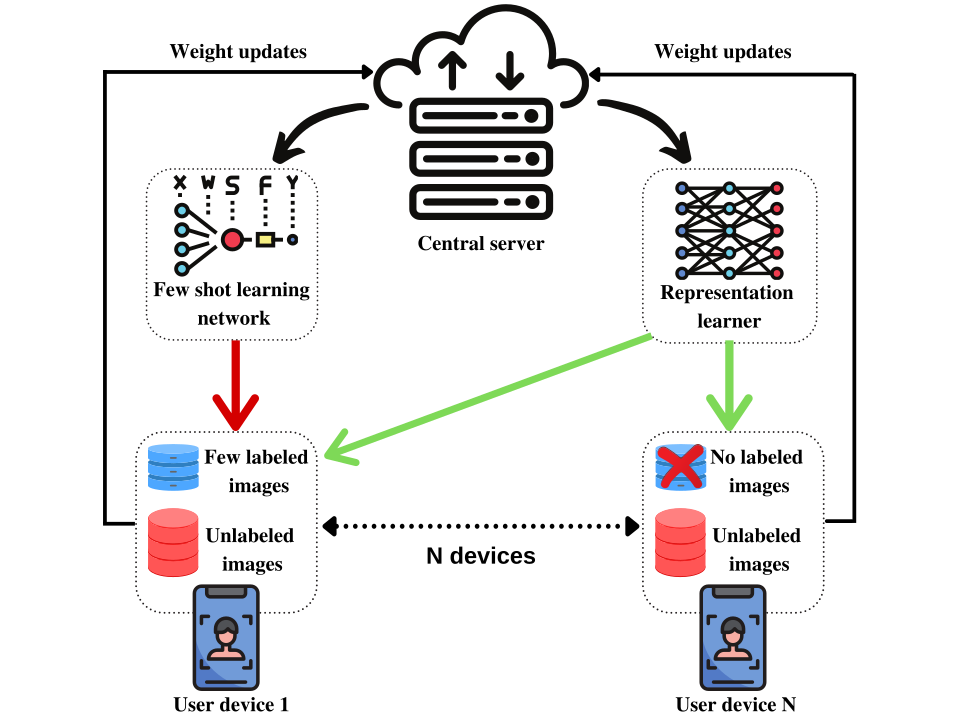 Weight updates
Weight updates
X W S F Y
Central server
Few shot learning
network
Representation
learner
Few labeled
images
No labeled
images
Unlabeled
images
N devices
Unlabeled
images
User device 1
User device N